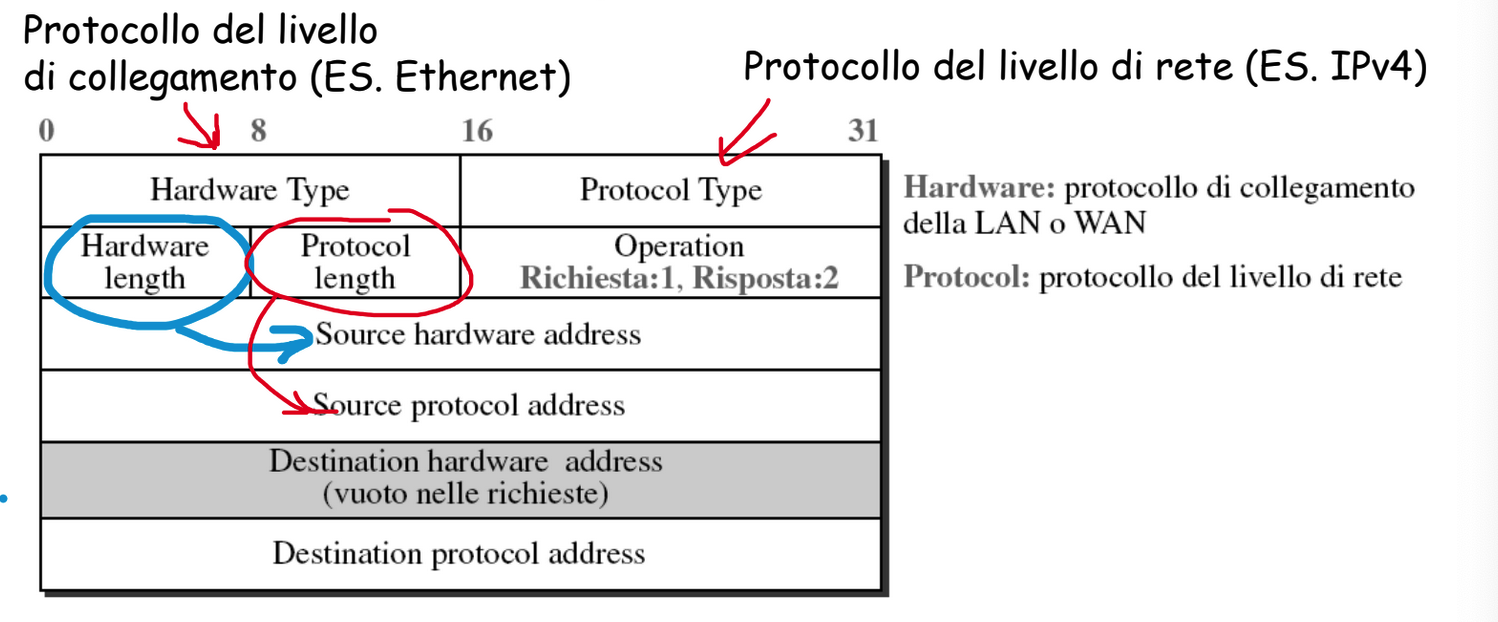 Protocollo del livello
di collegamento (ES. Ethernet)
Protocollo del livello di rete (ES. IPv4)
0 8 16 31
Hardware Type
Protocol Type
Hardware: protocollo di collegamento
della LAN o WAN
Hardware
length
Protocol
length
Operation
Richiesta:1, Risposta:2
Protocol: protocollo del livello di rete
Source hardware address
Source protocol address
Destination hardware address
(vuoto nelle richieste)
Destination protocol address